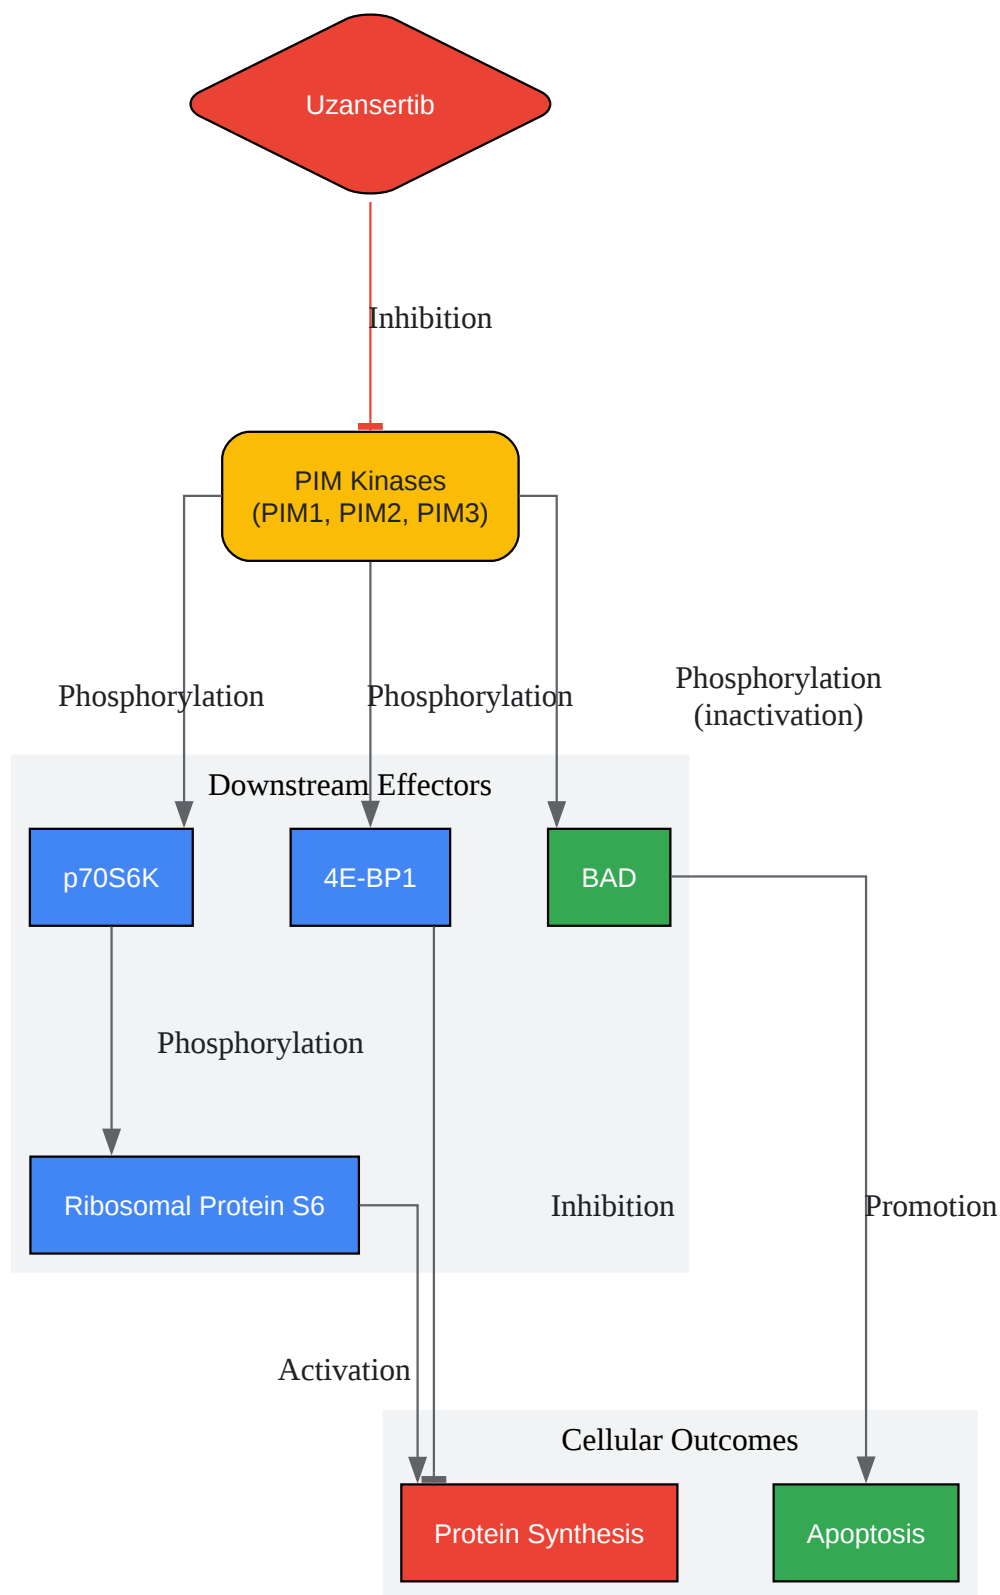 Uzansertib
Inhibition
PIM Kinases
(PIM1, PIM2, PIM3)
Phosphorylation
Phosphorylation
Phosphorylation
(inactivation)
Downstream Effectors
p70S6K
4E-BP1
BAD
Phosphorylation
Ribosomal Protein S6
Inhibition
Promotion
Activation
Cellular Outcomes
Protein Synthesis
Apoptosis